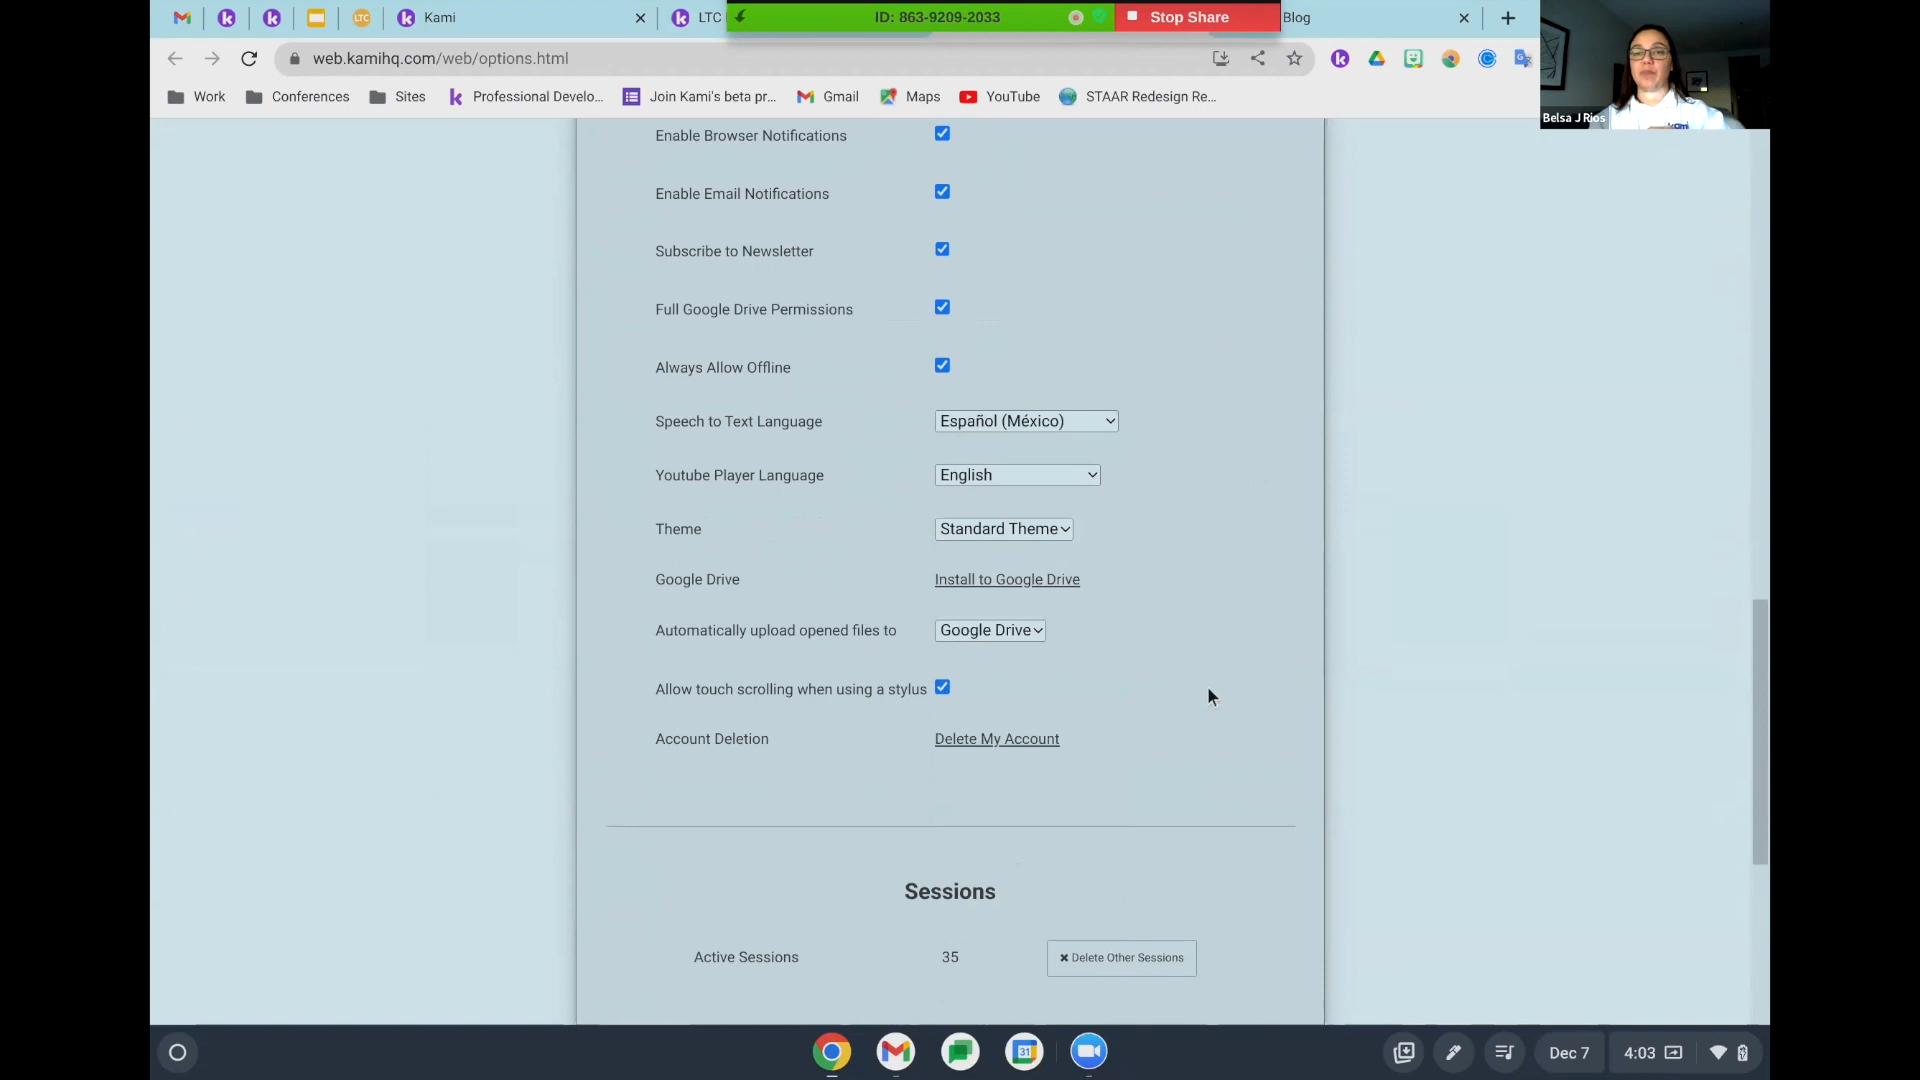 Kami
LTC
ID: 863-9209-2033
Stop Share
Blog
web.kamihq.com/web/options.html
Work
Conferences
Sites
Professional Develo...
Join Kami's beta pr...
Gmail
Maps
YouTube
STAAR Redesign Re...
Belsa J Rios
Enable Browser Notifications
Enable Email Notifications
Subscribe to Newsletter
Full Google Drive Permissions
Always Allow Offline
Speech to Text Language Español (México)
Youtube Player Language English
Theme Standard Theme
Google Drive Install to Google Drive
Automatically upload opened files to Google Drive
Allow touch scrolling when using a stylus
Account Deletion Delete My Account
Sessions
Active Sessions 35 Delete Other Sessions
31
Dec 7
4:03